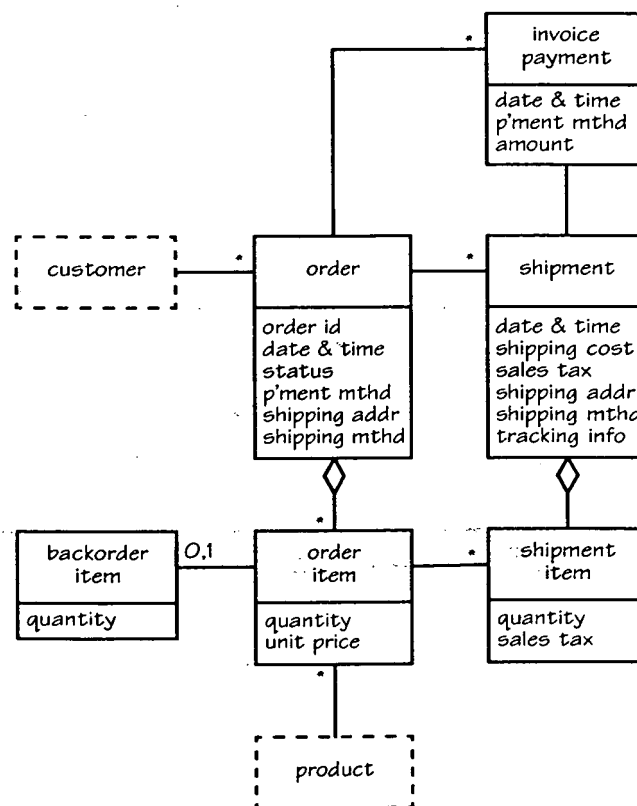 *
invoice
payment
date & time
p'ment mthd
amount
customer
*
order
*
shipment
order id
date & time
status
p'ment mthd
shipping addr
shipping mthd
date & time
shipping cost
sales tax
shipping addr
shipping mthd
tracking info
*
backorder
item
0,1
order
item
*
shipment
item
quantity
quantity
unit price
quantity
sales tax
*
product